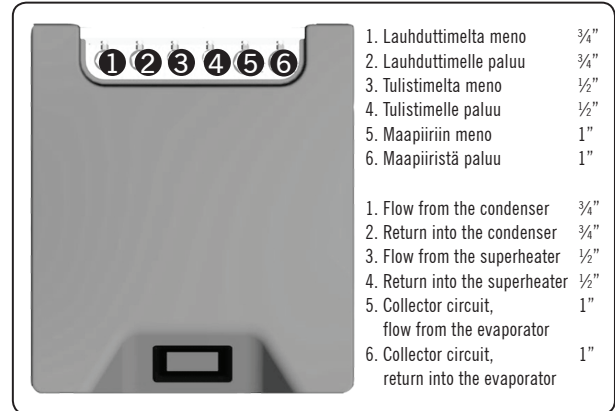 1 2 3 4 5 6
1. Lauhduttimelta meno ¾”
2. Lauhduttimelle paluu ¾”
3. Tulistimelta meno ½”
4. Tulistimelle paluu ½”
5. Maapiiriin meno 1”
6. Maapiiristä paluu 1”
1. Flow from the condenser ¾”
2. Return into the condenser ¾”
3. Flow from the superheater ½”
4. Return into the superheater ½”
5. Collector circuit, 1”
flow from the evaporator
6. Collector circuit, 1”
return into the evaporator